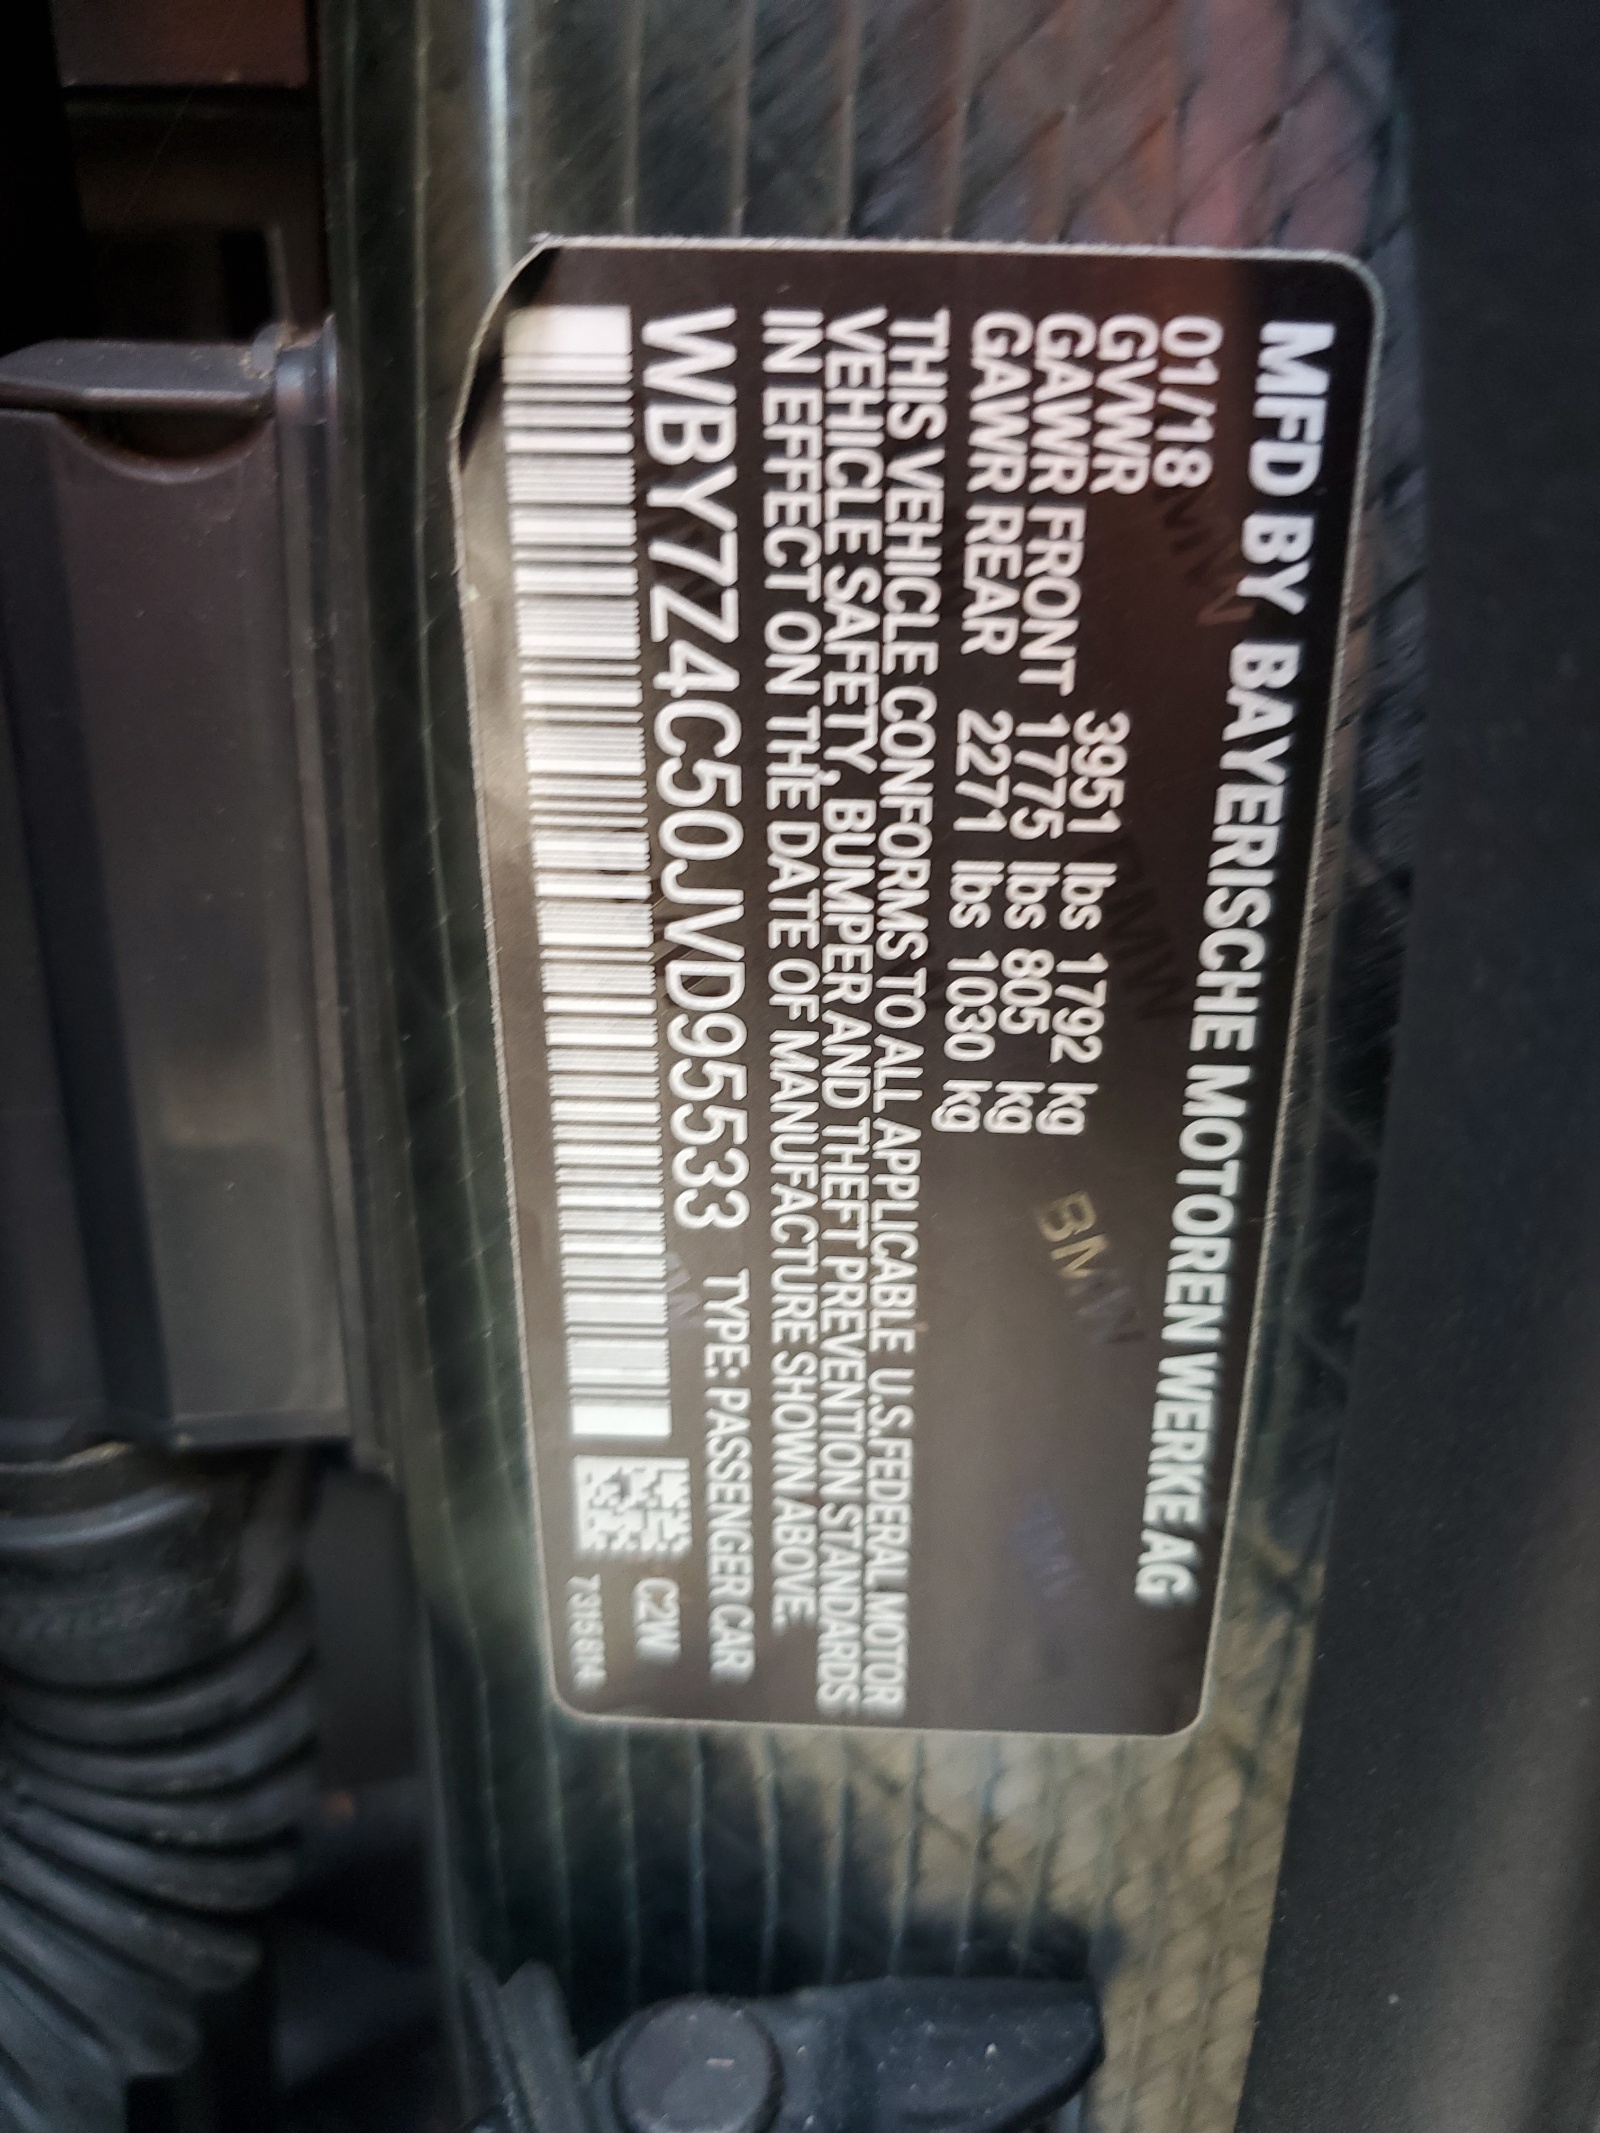 MFD BY BAYERISCHE MOTOREN WERKE AG
01/18
GVWR 3951 lbs 1792 kg
GAWR FRONT 1775 lbs 805 kg
GAWR REAR 2271 lbs 1030 kg
THIS VEHICLE CONFORMS TO ALL APPLICABLE U.S.FEDERAL MOTOR
VEHICLE SAFETY, BUMPER AND THEFT PREVENTION STANDARDS
IN EFFECT ON THE DATE OF MANUFACTURE SHOWN ABOVE.
WBY7Z4C50JVD95533 TYPE: PASSENGER CAR
C2W
7315814
BMW